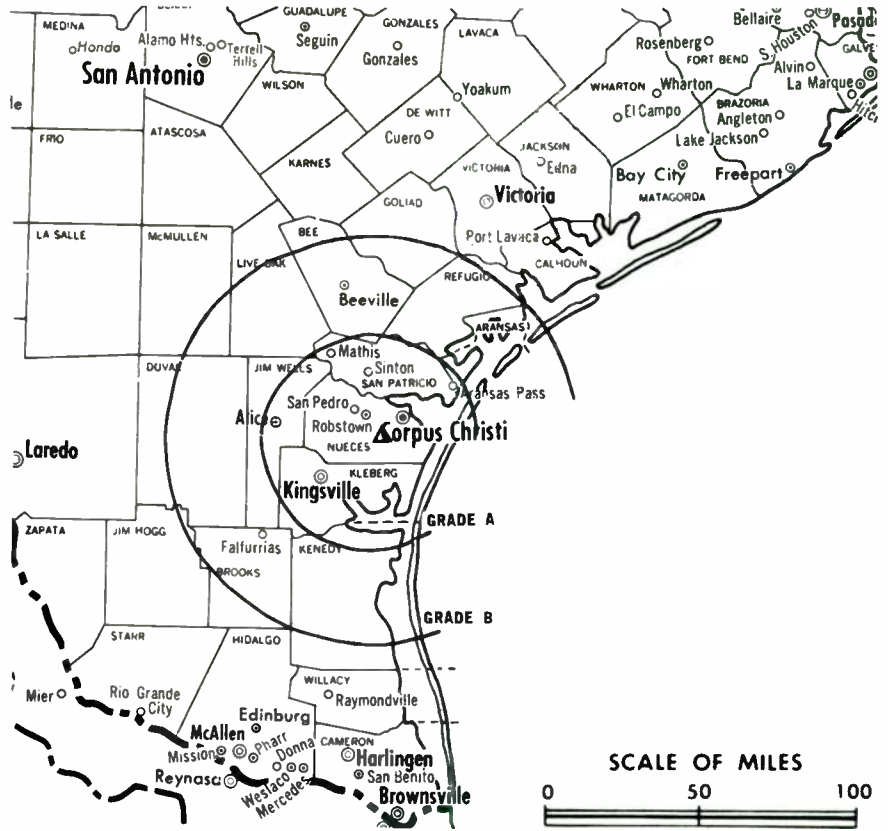 MEDINA
Hondo
Alamo Hts.
Terrell
Hills
San Antonio
GUADALUPE
Seguin
GONZALES
Gonzales
LAVACA
Yoakum
WILSON
DE WITT
Cuero
Bellaire
Pasad
S. Houston
GALVE
Rosenberg
FORT BEND
Alvin
La Marque
Hitc
WHARTON
Wharton
El Campo
BRAZORIA
Angleton
Lake Jackson
FRIO
ATASCOSA
KARNES
VICTORIA
JACKSON
Edna
Bay City
Freeport
MATAGORDA
GOLIAD
Victoria
LA SALLE
McMULLEN
LIVE OAK
BEE
Port Lavaca
CALHOUN
REFUGIO
Beeville
ARANSAS
DUVAL
JIM WELLS
Mathis
Sinton
SAN PATRICIO
Aransas Pass
San Pedro
Alice
Robstown
Corpus Christi
NUECES
Laredo
KLEBERG
Kingsville
GRADE A
ZAPATA
JIM HOGG
Falfurrias
KENEDY
BROOKS
GRADE B
STARR
HIDALGO
WILLACY
Raymondville
Mier
Rio Grande
City
Edinburg
McAllen
Mission
Pharr
Donna
CAMERON
Harlingen
San Benito
Reynasa
Weslaco
Mercedes
Brownsville
SCALE OF MILES
0 50 100